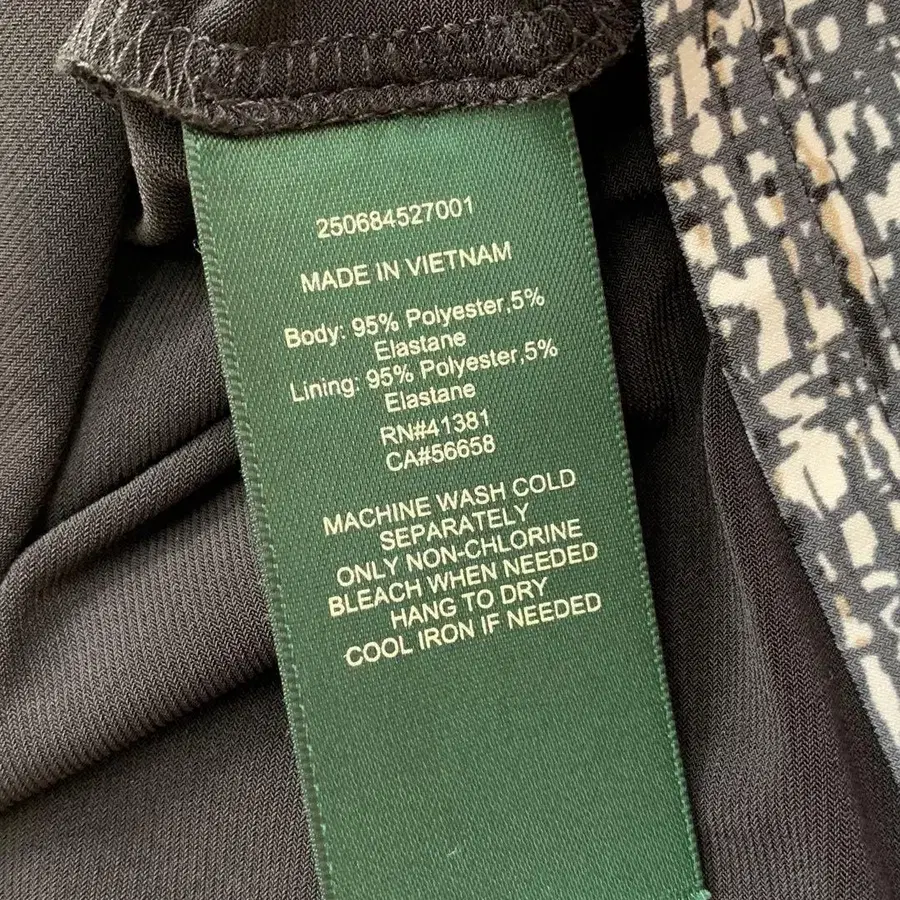 250684527001
MADE IN VIETNAM
Body: 95% Polyester,5%
Elastane
Lining: 95% Polyester,5%
Elastane
RN#41381
CA#56658
MACHINE WASH COLD
SEPARATELY
ONLY NON-CHLORINE
BLEACH WHEN NEEDED
HANG TO DRY
COOL IRON IF NEEDED